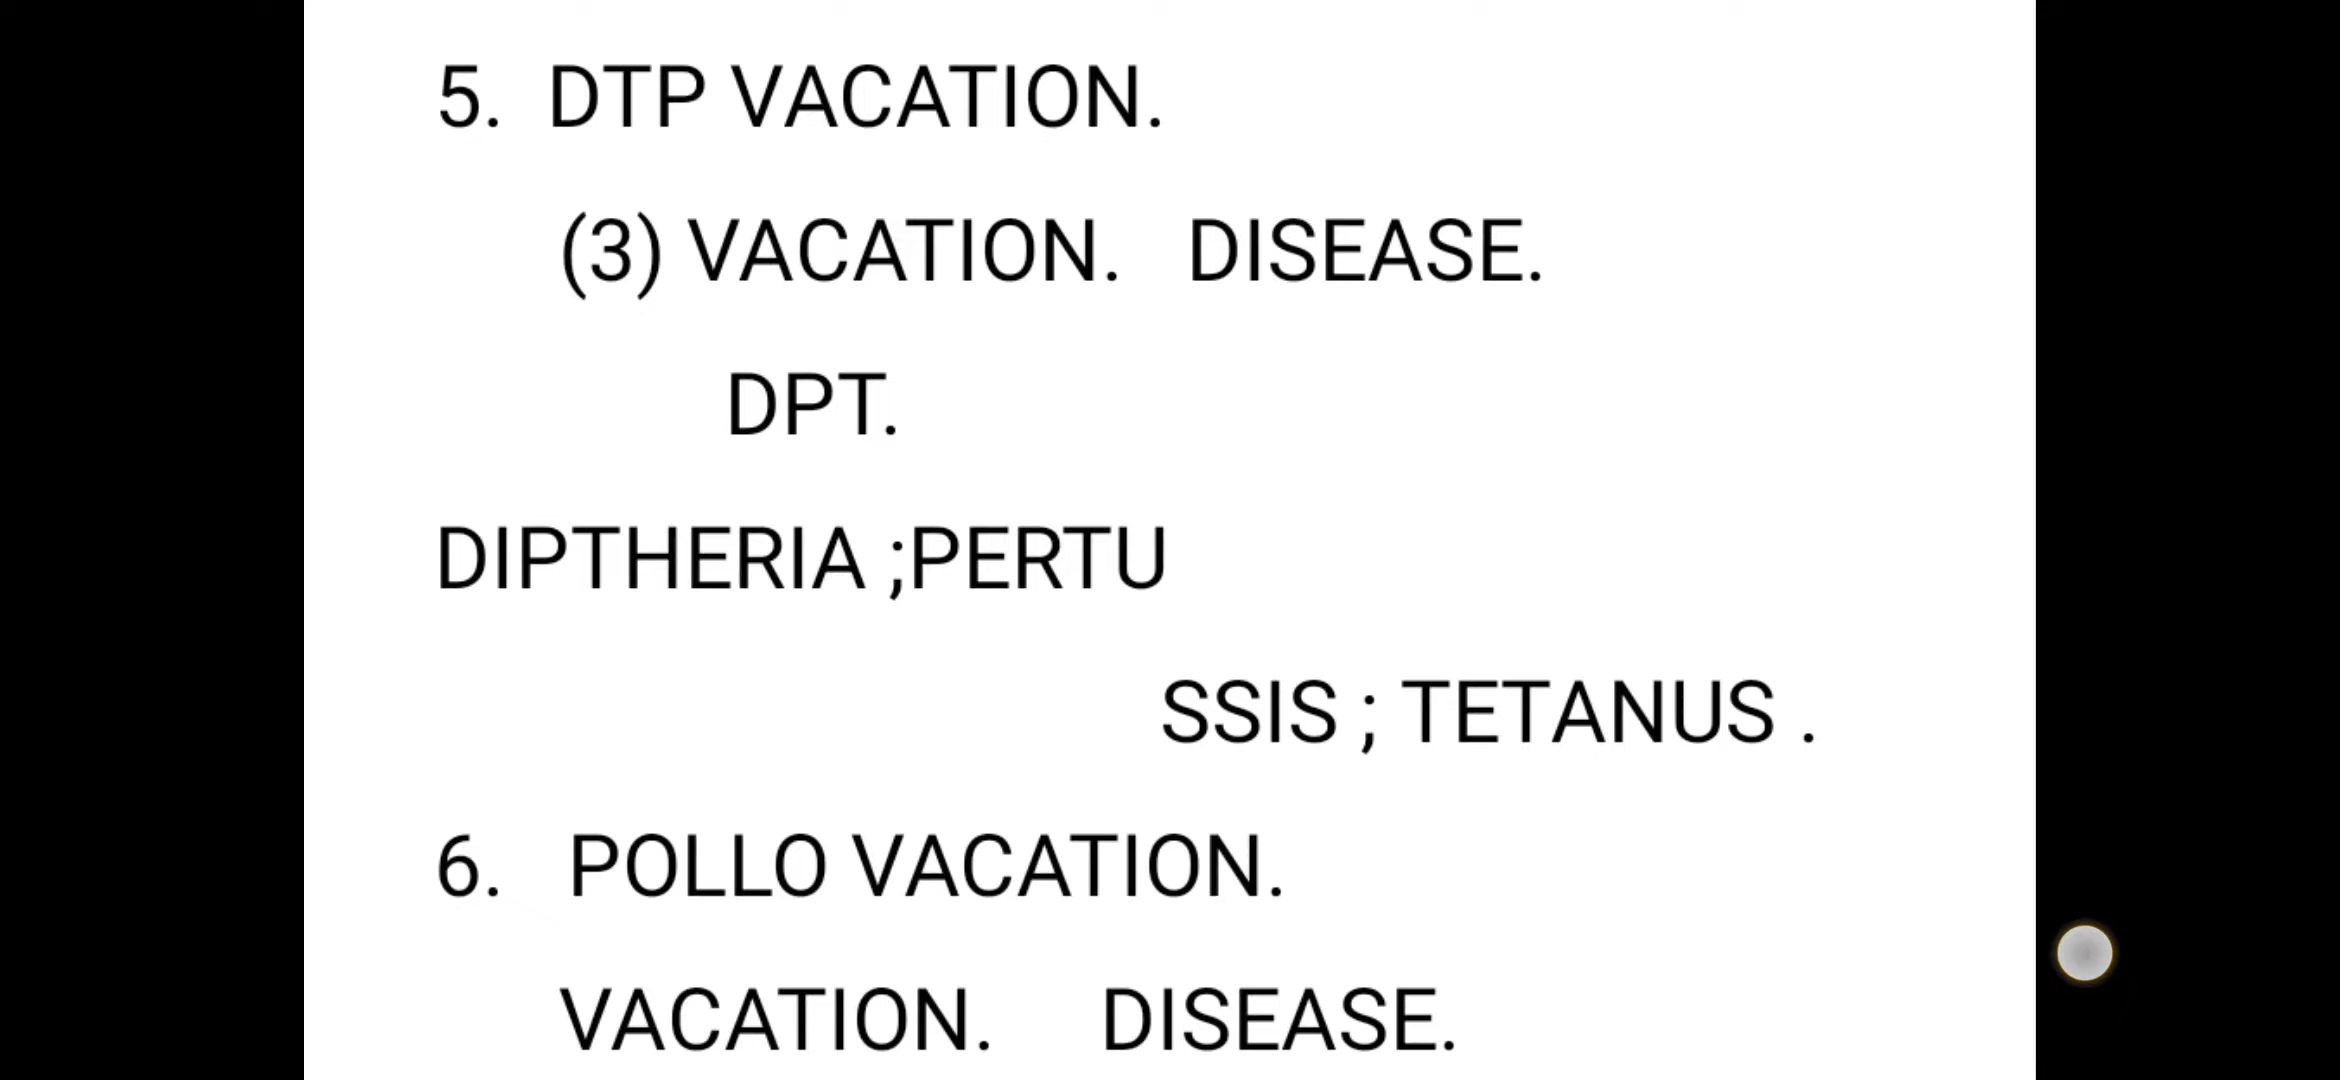 5. DTP VACATION.
(3) VACATION. DISEASE.
DPT.
DIPTHERIA ;PERTU
SSIS ; TETANUS .
6. POLLO VACATION.
VACATION. DISEASE.